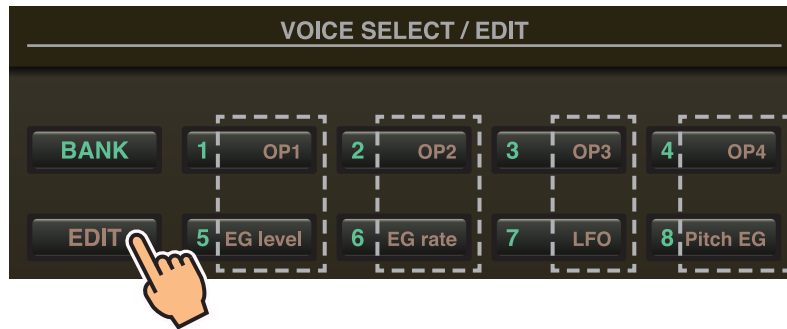 VOICE SELECT / EDIT
BANK 1 OP1 2 OP2 3 OP3 4 OP4
EDIT 5 EG level 6 EG rate 7 LFO 8 Pitch EG